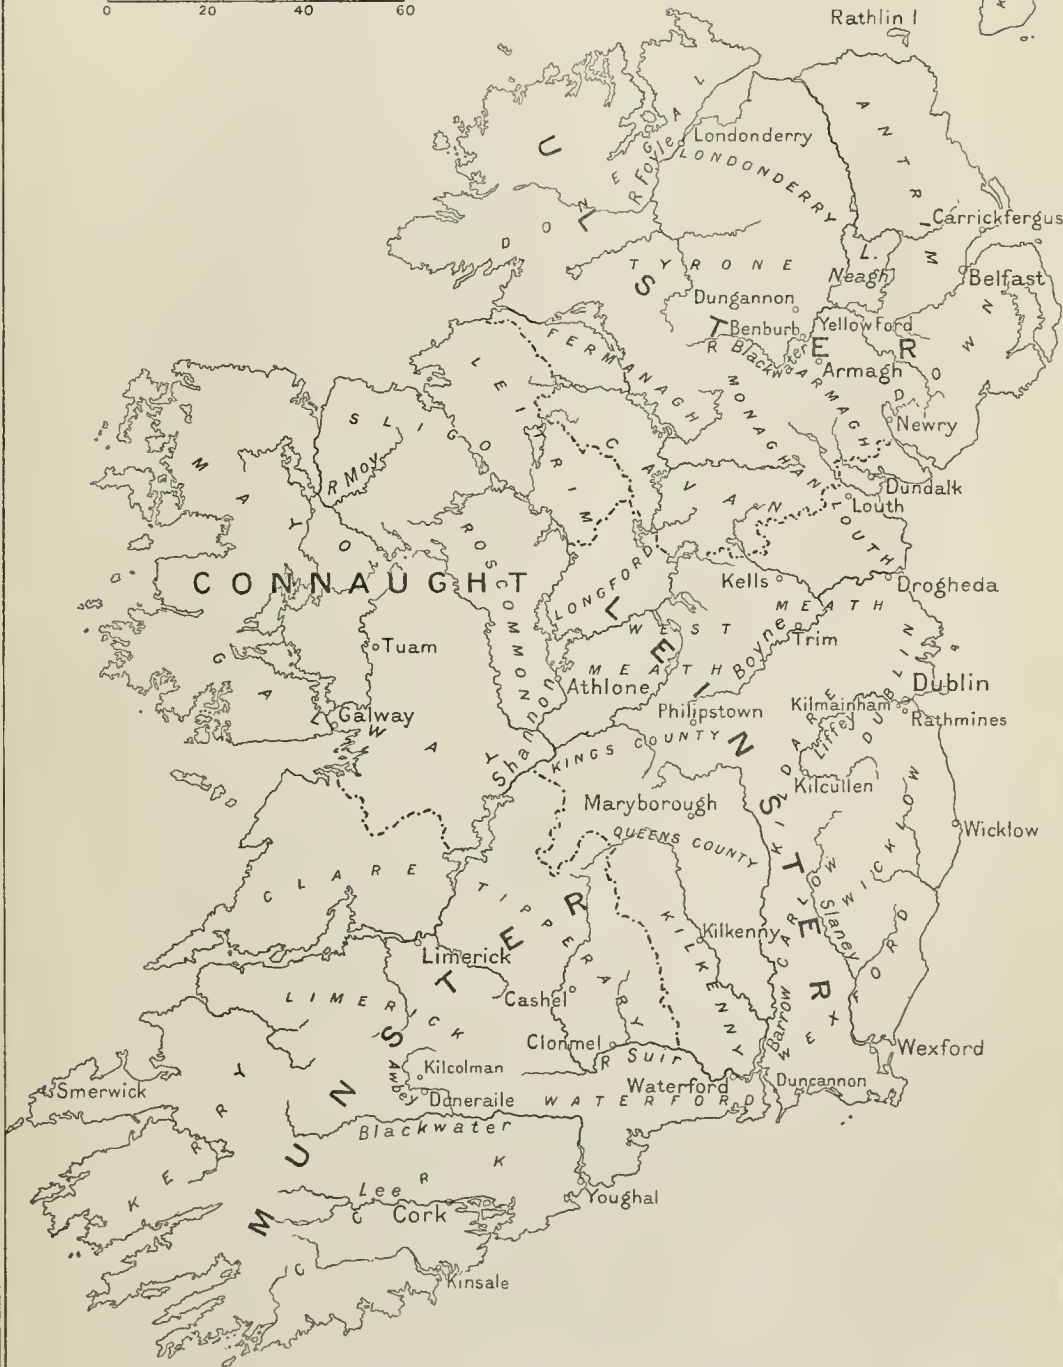 0 20 40 60
Rathlin I
ULSTER
DONEGAL
R Foyle
Londonderry
LONDONDERRY
ANTRIM
Carrickfergus
L. Neagh
Belfast
TYRONE
Dungannon
Benburb
Yellow Ford
R Blackwater
Armagh
ARMAGH
DOWN
Newry
FERMANAGH
MONAGHAN
LEITRIM
SLIGO
R Moy
MAYO
CAVAN
Dundalk
Louth
LOUTH
ROSCOMMON
CONNAUGHT
LONGFORD
Kells
Drogheda
MEATH
Trim
Boyne
LEINSTER
WEST MEATH
Tuam
Athlone
GALWAY
Galway
Shannon
Philipstown
KINGS COUNTY
Kilmainham
Dublin
DUBLIN
Rathmines
Liffey
KILDARE
Kilcullen
Maryborough
QUEENS COUNTY
WICKLOW
Wicklow
CLARE
TIPPERARY
KILKENNY
Kilkenny
CARLOW
Slaney
Barrow
WEXFORD
Wexford
Limerick
LIMERICK
Cashel
Clonmel
R Suir
MUNSTER
Kilcolman
Awbey
Doneraile
Waterford
WATERFORD
Duncannon
Smerwick
KERRY
Blackwater
Lee
CORK
Cork
Youghal
Kinsale